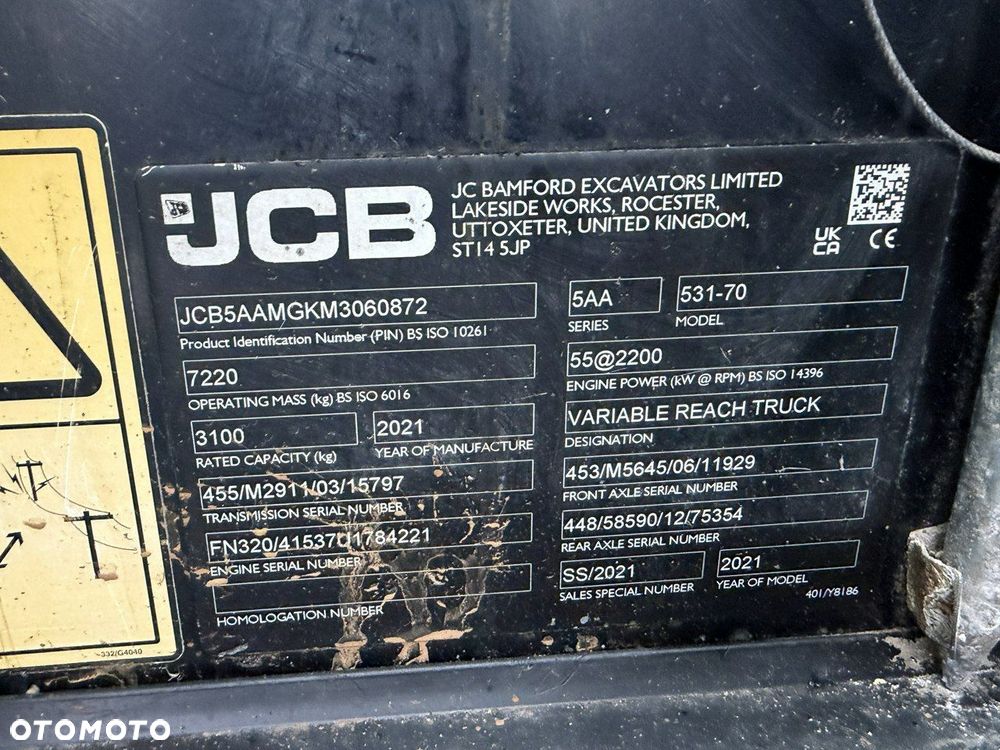 JCB
JC BAMFORD EXCAVATORS LIMITED
LAKESIDE WORKS, ROCESTER,
UTTOXETER, UNITED KINGDOM,
ST14 5JP
UK
CA
CE
JCB5AAMGKM3060872
Product Identification Number (PIN) BS ISO 10261
5AA
SERIES
531-70
MODEL
7220
OPERATING MASS (kg) BS ISO 6016
55@2200
ENGINE POWER (kW @ RPM) BS ISO 14396
3100
RATED CAPACITY (kg)
2021
YEAR OF MANUFACTURE
VARIABLE REACH TRUCK
DESIGNATION
455/M2911/03/15797
TRANSMISSION SERIAL NUMBER
453/M5645/06/11929
FRONT AXLE SERIAL NUMBER
FN320/41537U1784221
ENGINE SERIAL NUMBER
448/58590/12/75354
REAR AXLE SERIAL NUMBER
HOMOLOGATION NUMBER
SS/2021
SALES SPECIAL NUMBER
2021
YEAR OF MODEL
401/Y8186
332/G4040
OTOMOTO